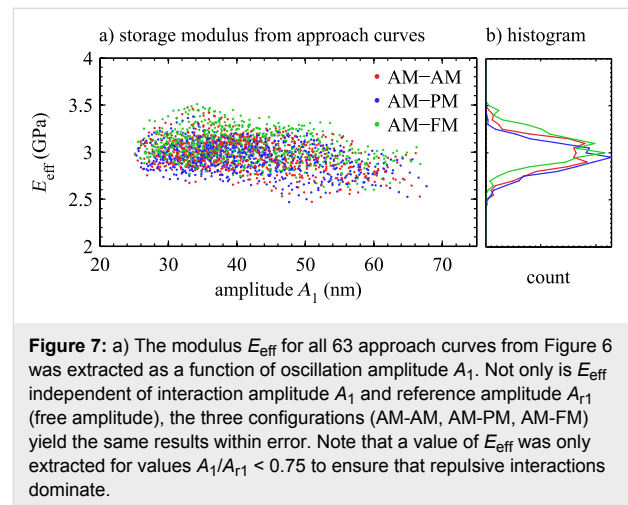 a) storage modulus from approach curves
b) histogram
4
3.5
3
2.5
2
E_eff (GPa)
AM−AM
AM−PM
AM−FM
20 30 40 50 60 70
amplitude A_1 (nm)
count
Figure 7: a) The modulus E_eff for all 63 approach curves from Figure 6
was extracted as a function of oscillation amplitude A_1. Not only is E_eff
independent of interaction amplitude A_1 and reference amplitude A_r1
(free amplitude), the three configurations (AM-AM, AM-PM, AM-FM)
yield the same results within error. Note that a value of E_eff was only
extracted for values A_1/A_r1 < 0.75 to ensure that repulsive interactions
dominate.